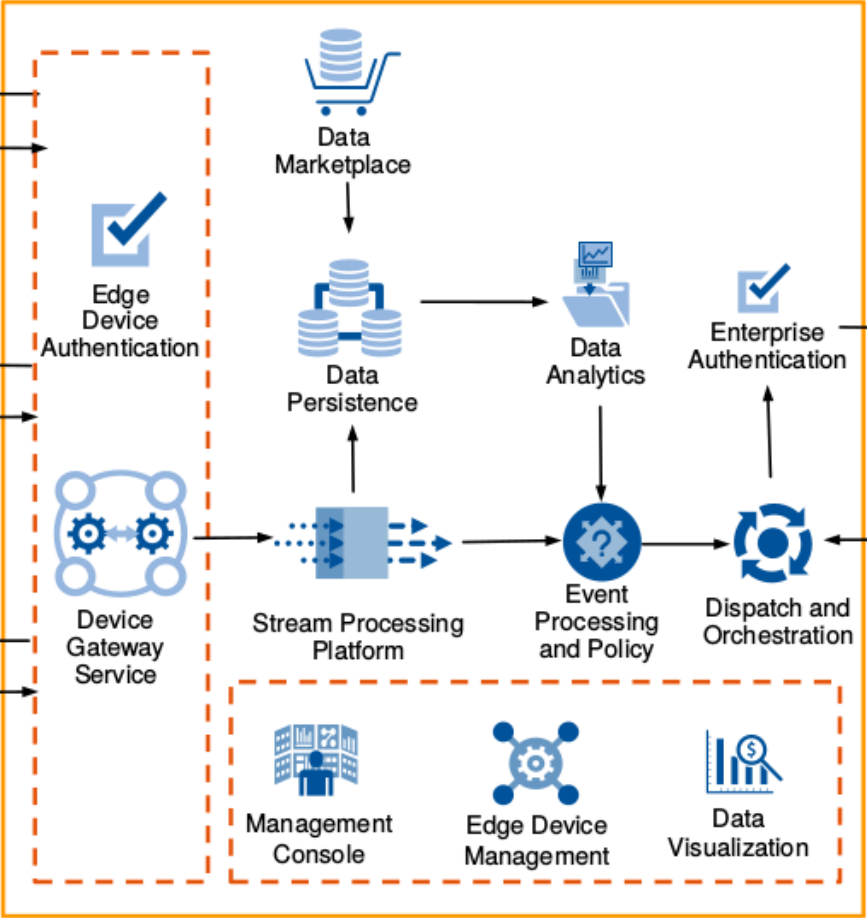 Data
Marketplace
Edge
Device
Authentication
Data
Persistence
Data
Analytics
Enterprise
Authentication
Device
Gateway
Service
Stream Processing
Platform
?
Event
Processing
and Policy
Dispatch and
Orchestration
Management
Console
Edge Device
Management
$
Data
Visualization